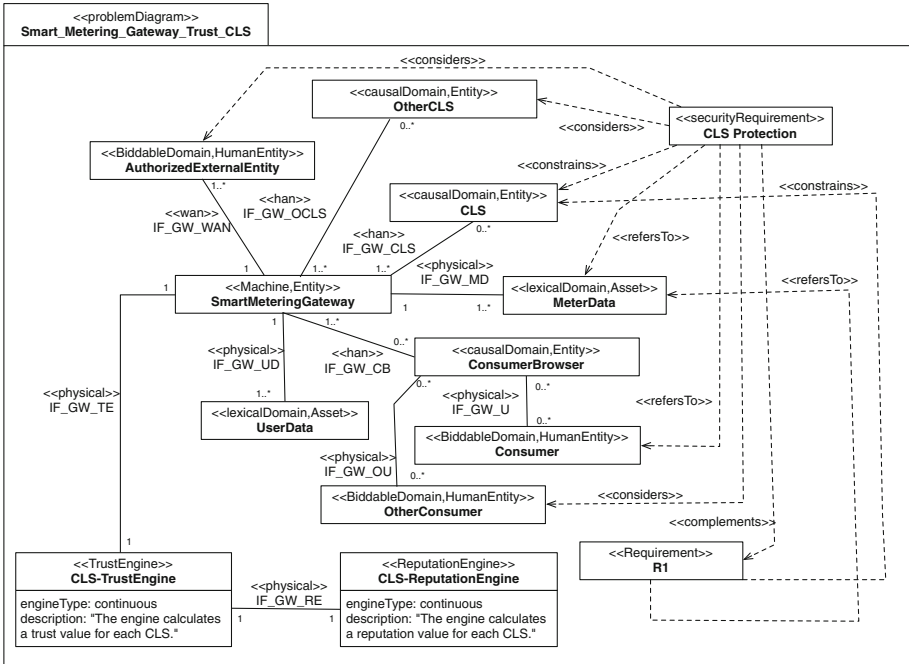 <<problemDiagram>>
Smart_Metering_Gateway_Trust_CLS
<<considers>>
<<causalDomain,Entity>>
OtherCLS
0..*
<<securityRequirement>>
CLS Protection
<<considers>>
<<BiddableDomain,HumanEntity>>
AuthorizedExternalEntity
1..*
<<constrains>>
<<constrains>>
<<causalDomain,Entity>>
CLS
0..*
<<han>>
IF_GW_OCLS
<<wan>>
IF_GW_WAN
<<han>>
IF_GW_CLS
<<refersTo>>
1
1..*
1..*
<<physical>>
IF_GW_MD
<<refersTo>>
1
<<Machine,Entity>>
SmartMeteringGateway
1
1..*
<<lexicalDomain,Asset>>
MeterData
1
1..*
<<physical>>
IF_GW_UD
<<han>>
IF_GW_CB
0..*
<<causalDomain,Entity>>
ConsumerBrowser
0..*
0..*
<<physical>>
IF_GW_TE
1..*
<<lexicalDomain,Asset>>
UserData
<<physical>>
IF_GW_U
0..*
<<refersTo>>
<<BiddableDomain,HumanEntity>>
Consumer
<<physical>>
IF_GW_OU
0..*
<<BiddableDomain,HumanEntity>>
OtherConsumer
<<considers>>
<<complements>>
1
<<Requirement>>
R1
<<TrustEngine>>
CLS-TrustEngine
engineType: continuous
description: "The engine calculates
a trust value for each CLS."
<<physical>>
IF_GW_RE
1
1
<<ReputationEngine>>
CLS-ReputationEngine
engineType: continuous
description: "The engine calculates
a reputation value for each CLS."